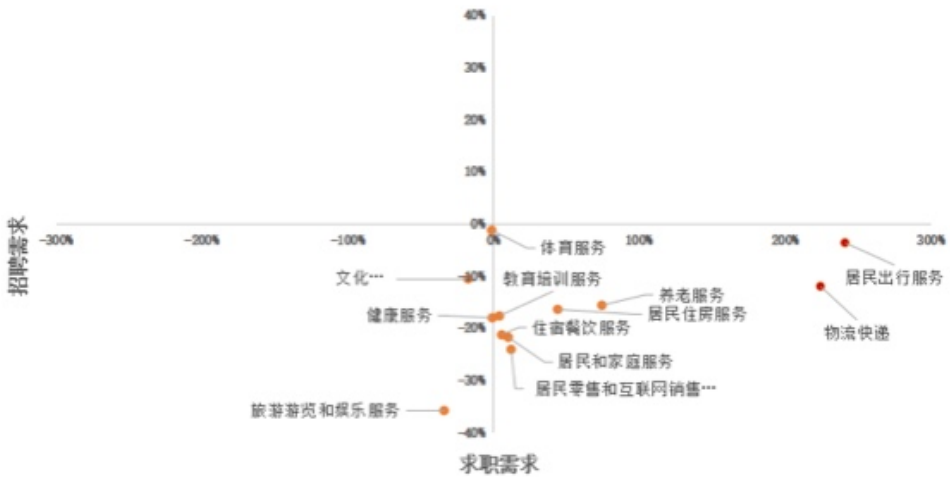 40%
30%
20%
10%
0%
-300%
-200%
-100%
0%
100%
200%
300%
体育服务
居民出行服务
文化…
-10%
教育培训服务
养老服务
健康服务
居民住房服务
-20%
住宿餐饮服务
物流快递
居民和家庭服务
-30%
居民零售和互联网销售…
旅游游览和娱乐服务
-40%
招聘需求
求职需求